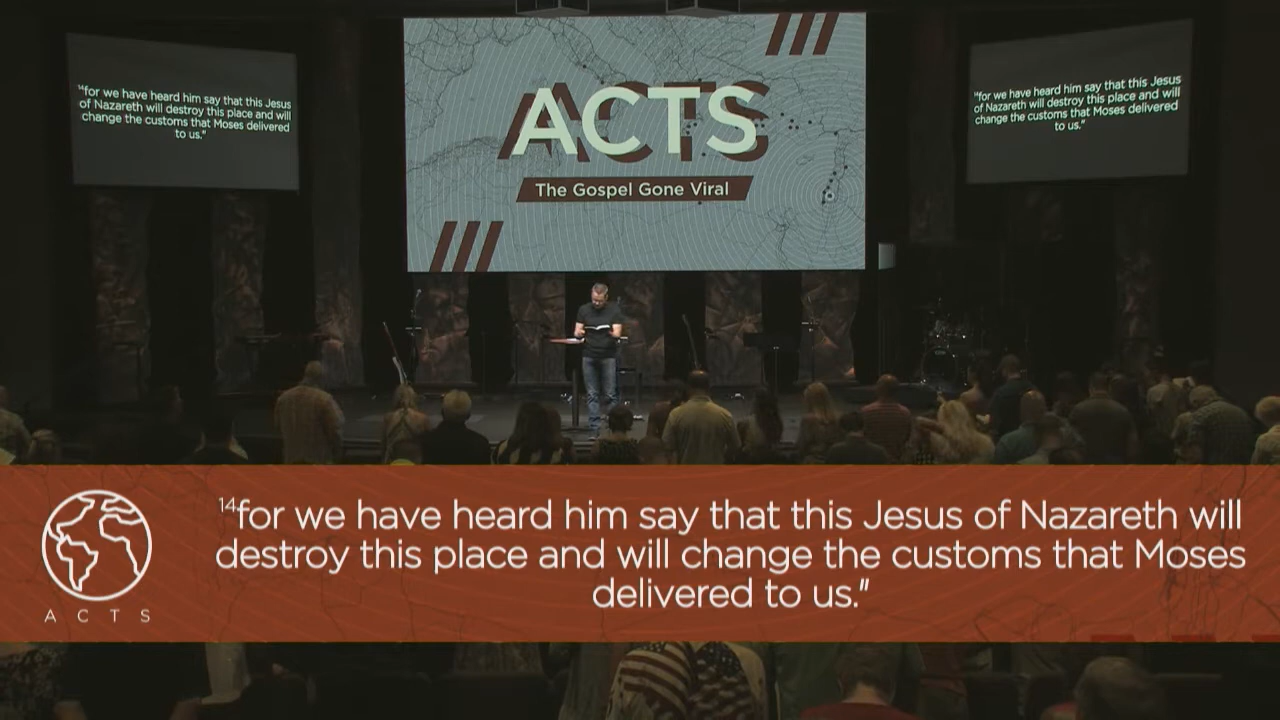 14for we have heard him say that this Jesus
of Nazareth will destroy this place and will
change the customs that Moses delivered
to us."
ACTS
The Gospel Gone Viral
14for we have heard him say that this Jesus
of Nazareth will destroy this place and will
change the customs that Moses delivered
to us."
14for we have heard him say that this Jesus of Nazareth will
destroy this place and will change the customs that Moses
delivered to us."
ACTS